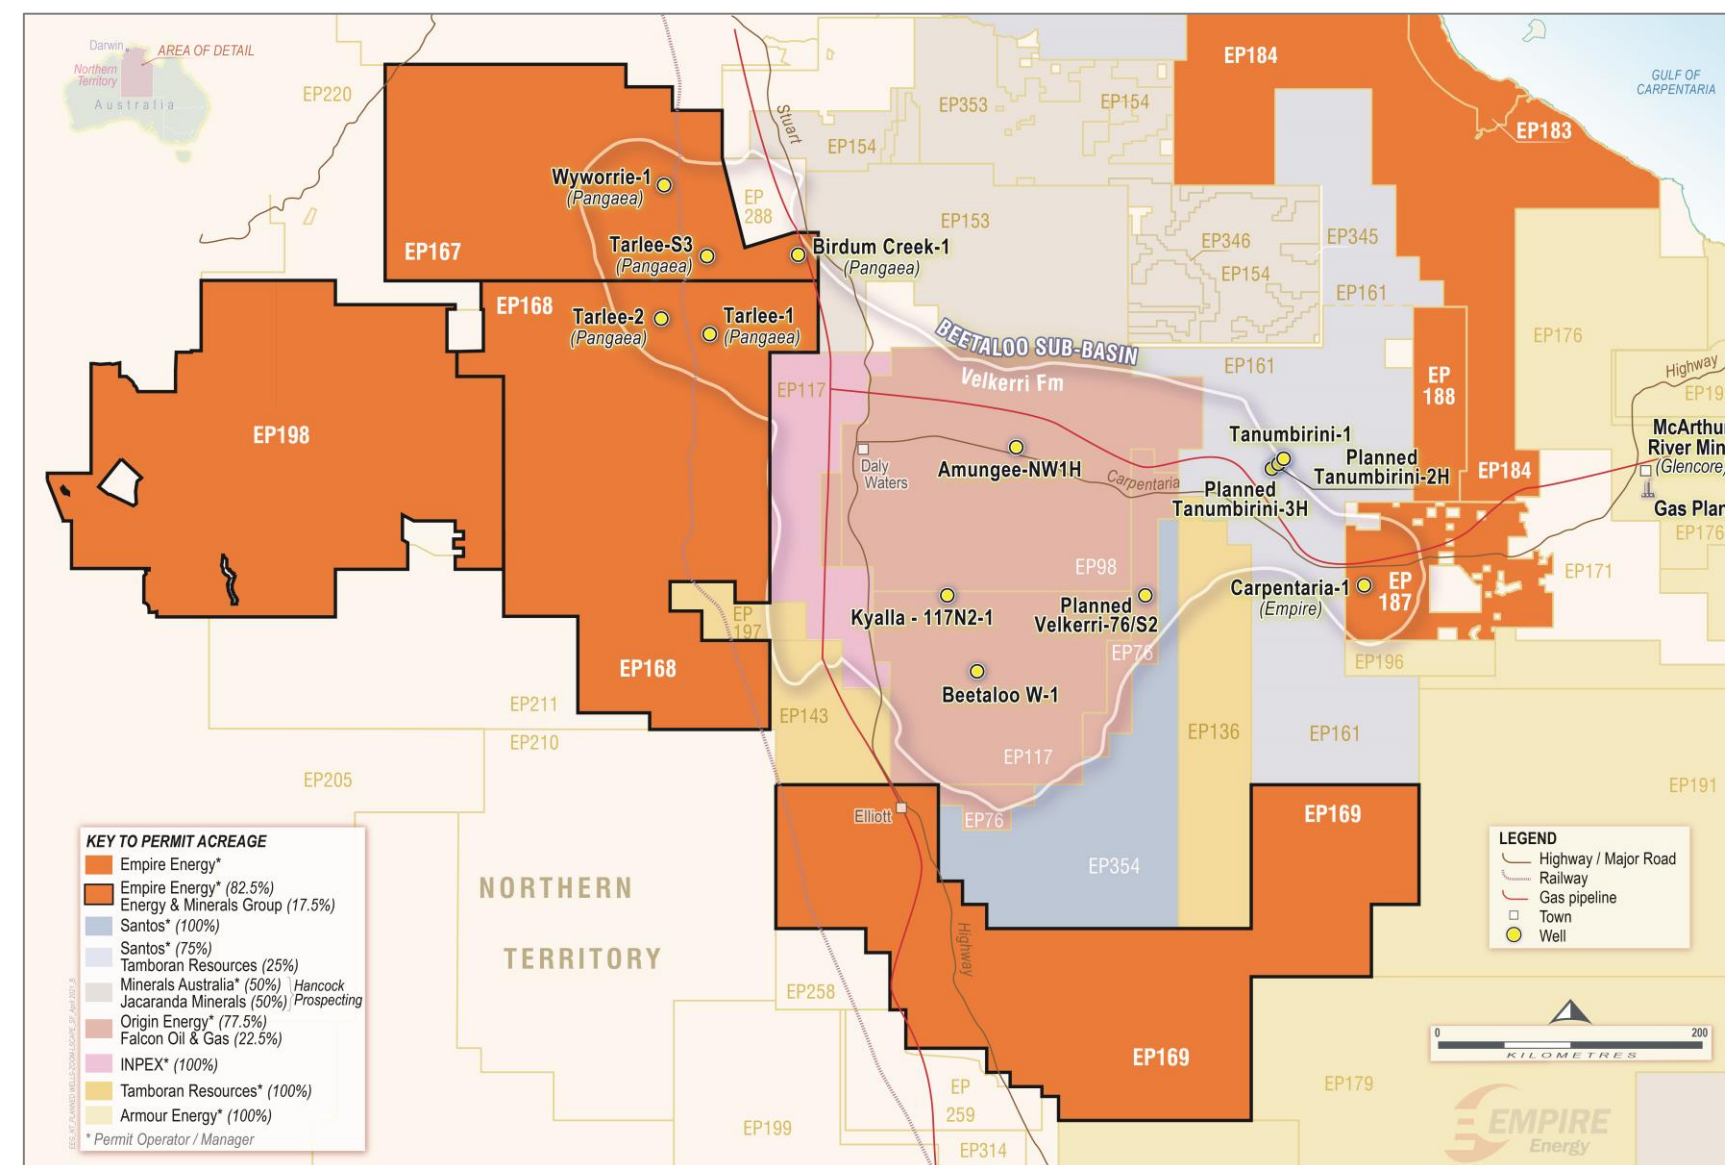 Darwin
AREA OF DETAIL
Northern
Territory
Australia
EP220
Stuart
EP353
EP154
EP154
EP184
EP183
GULF OF
CARPENTARIA
Wyworrie-1
(Pangaea)
EP
288
EP153
EP346
EP345
EP154
Tarlee-S3
(Pangaea)
Birdum Creek-1
(Pangaea)
EP167
EP161
EP168
Tarlee-2
(Pangaea)
Tarlee-1
(Pangaea)
BEETALOO SUB-BASIN
Velkerri Fm
EP176
EP161
Highway
EP117
EP
188
EP19
EP198
Tanumbirini-1
McArthu
River Min
(Glencore)
Planned
Tanumbirini-2H
Daly
Waters
Amungee-NW1H
Carpentaria
EP184
Planned
Tanumbirini-3H
Gas Plan
EP176
EP98
EP171
Carpentaria-1
(Empire)
EP
187
Kyalla - 117N2-1
Planned
Velkerri-76/S2
EP
197
EP76
EP196
EP168
Beetaloo W-1
EP211
EP143
EP136
EP161
EP210
EP117
EP205
EP191
Elliott
EP76
EP169
EP354
KEY TO PERMIT ACREAGE
Empire Energy*
Empire Energy* (82.5%)
Energy & Minerals Group (17.5%)
Santos* (100%)
Santos* (75%)
Tamboran Resources (25%)
Minerals Australia* (50%) Hancock
Jacaranda Minerals (50%) Prospecting
Origin Energy* (77.5%)
Falcon Oil & Gas (22.5%)
INPEX* (100%)
Tamboran Resources* (100%)
Armour Energy* (100%)
* Permit Operator / Manager
NORTHERN
TERRITORY
Highway
LEGEND
Highway / Major Road
Railway
Gas pipeline
Town
Well
EP258
0 200
KILOMETRES
EP169
EP179
EP
259
EP199
EP314
EMPIRE
Energy